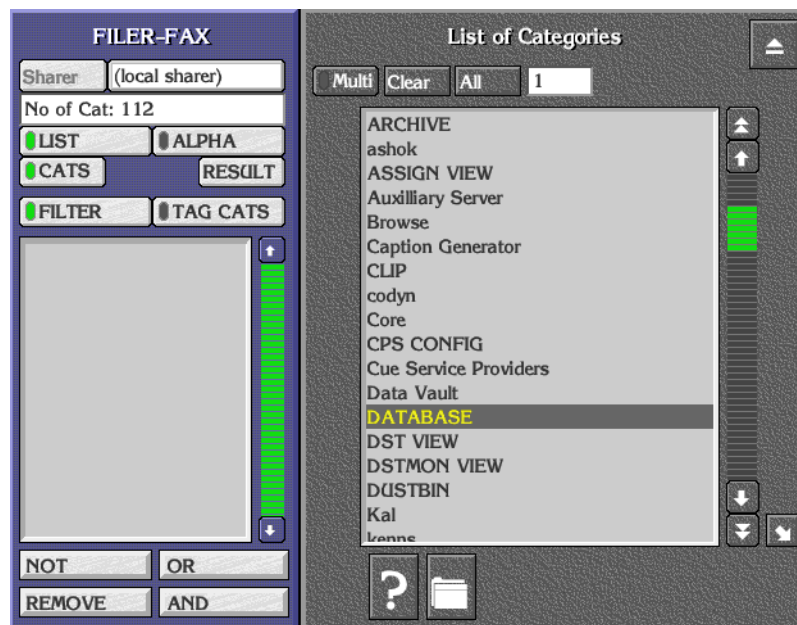 FILER-FAX
Sharer (local sharer)
No of Cat: 112
LIST ALPHA
CATS RESULT
FILTER TAG CATS
NOT OR
REMOVE AND
List of Categories
Multi Clear All 1
ARCHIVE
ashok
ASSIGN VIEW
Auxilliary Server
Browse
Caption Generator
CLIP
codyn
Core
CPS CONFIG
Cue Service Providers
Data Vault
DATABASE
DST VIEW
DSTMON VIEW
DUSTBIN
Kal
kenns
?